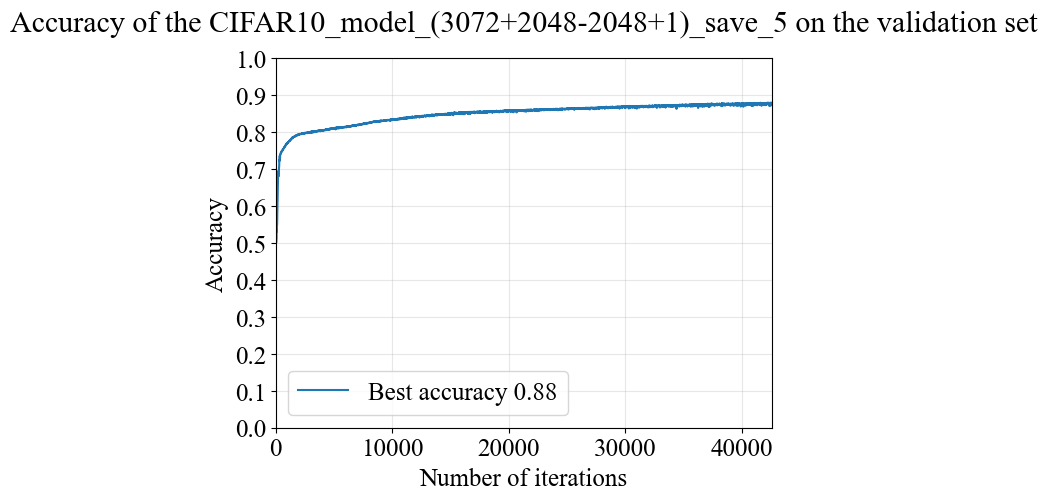 Accuracy of the CIFAR10_model_(3072+2048-2048+1)_save_5 on the validation set
1.0
0.9
0.8
0.7
0.6
0.5
0.4
0.3
0.2
0.1
0.0
Accuracy
Best accuracy 0.88
0 10000 20000 30000 40000
Number of iterations